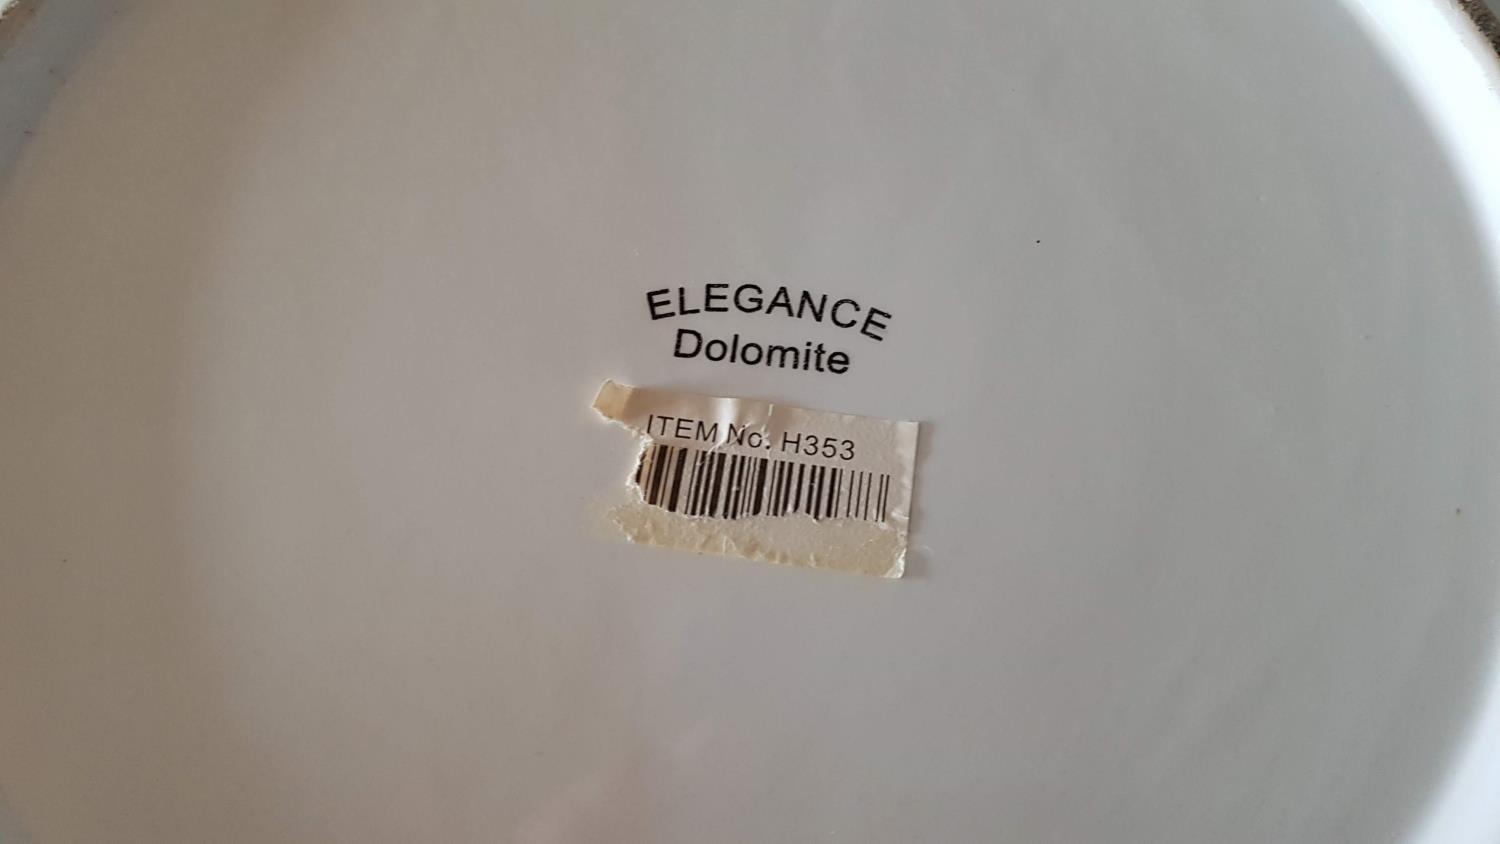 ELEGANCE
Dolomite
ITEM No. H353